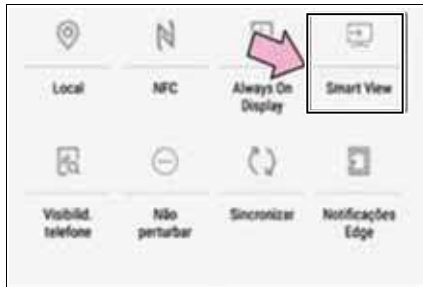 Local
NFC
Always On
Display
Smart View
Visibilid.
telefone
Não
perturbar
Sincronizar
Notificações
Edge